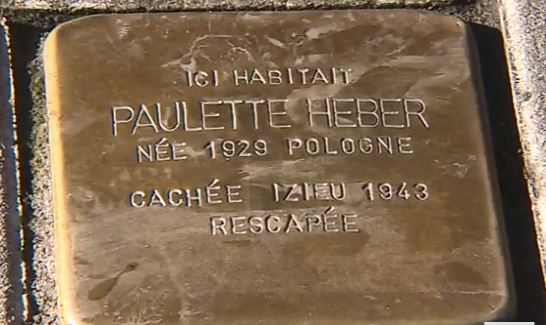 ICI HABITAIT
PAULETTE HEBER
NÉE 1929 POLOGNE
CACHÉE IZIEU 1943
RESCAPÉE